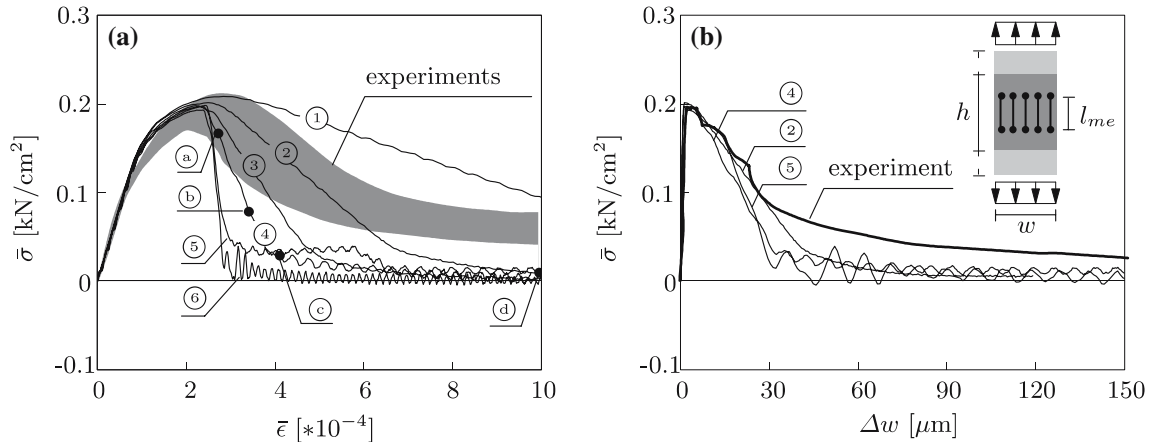 (a)
0.3
0.2
0.1
0
-0.1
σ̄ [kN/cm²]
experiments
1
2
3
4
5
6
a
b
c
d
0 2 4 6 8 10
ϵ̄ [∗10⁻⁴]
(b)
0.3
0.2
0.1
0
-0.1
σ̄ [kN/cm²]
4
2
5
experiment
h
l_me
w
0 30 60 90 120 150
Δw [μm]